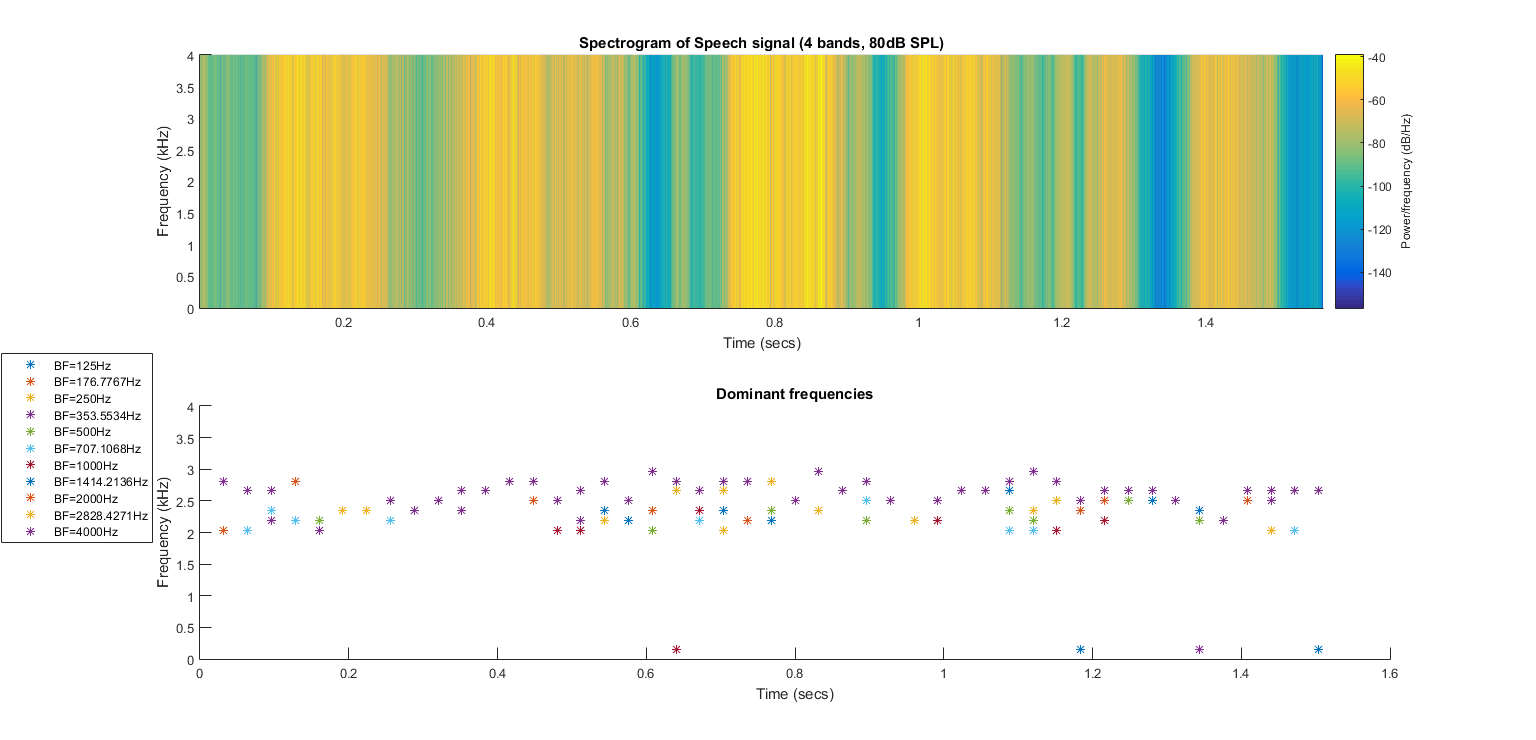 Spectrogram of Speech signal (4 bands, 80dB SPL)
Frequency (kHz)
4
3.5
3
2.5
2
1.5
1
0.5
0
0.2 0.4 0.6 0.8 1 1.2 1.4
Time (secs)
-40
-60
-80
-100
-120
-140
Power/frequency (dB/Hz)
BF=125Hz
BF=176.7767Hz
BF=250Hz
BF=353.5534Hz
BF=500Hz
BF=707.1068Hz
BF=1000Hz
BF=1414.2136Hz
BF=2000Hz
BF=2828.4271Hz
BF=4000Hz
Dominant frequencies
Frequency (kHz)
4
3.5
3
2.5
2
1.5
1
0.5
0
0 0.2 0.4 0.6 0.8 1 1.2 1.4 1.6
Time (secs)